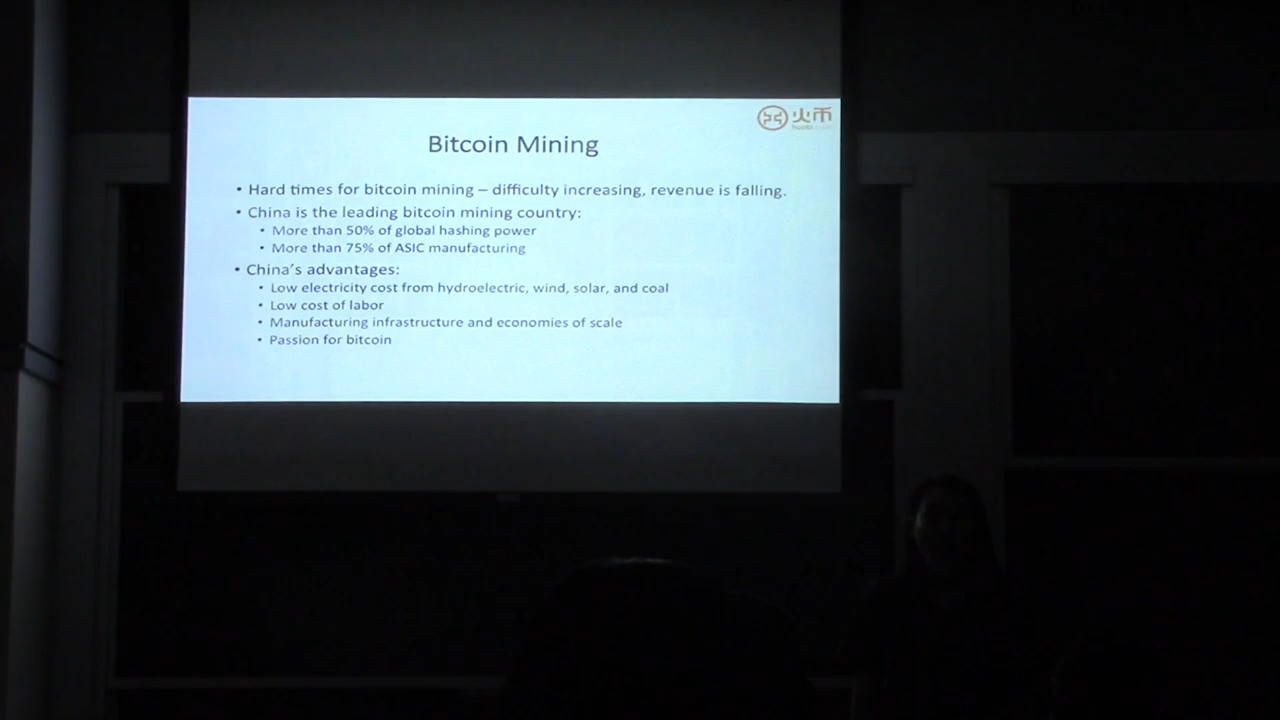 火币
Bitcoin Mining
• Hard times for bitcoin mining – difficulty increasing, revenue is falling.
• China is the leading bitcoin mining country:
• More than 50% of global hashing power
• More than 75% of ASIC manufacturing
• China's advantages:
• Low electricity cost from hydroelectric, wind, solar, and coal
• Low cost of labor
• Manufacturing infrastructure and economies of scale
• Passion for bitcoin